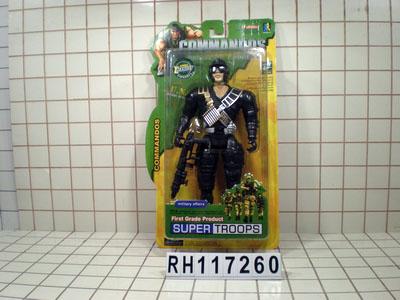 COMMANDOS
COMMANDOS
military affairs
First Grade Product
SUPER TROOPS
RH117260